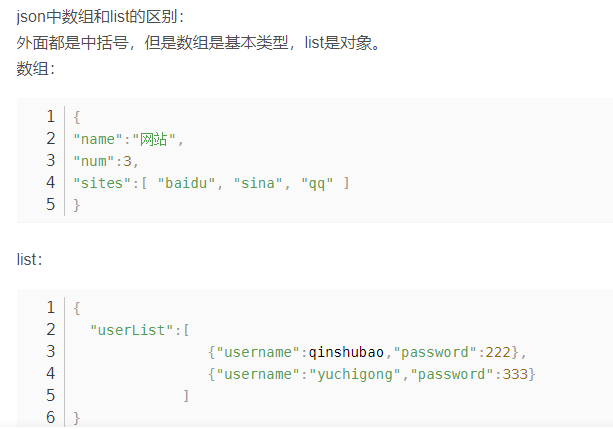 json中数组和list的区别：
外面都是中括号，但是数组是基本类型，list是对象。
数组：
1 {
2 "name":"网站",
3 "num":3,
4 "sites":[ "baidu", "sina", "qq" ]
5 }
list：
1 {
2 "userList":[
3 {"username":qinshubao,"password":222},
4 {"username":"yuchigong","password":333}
5 ]
6 }